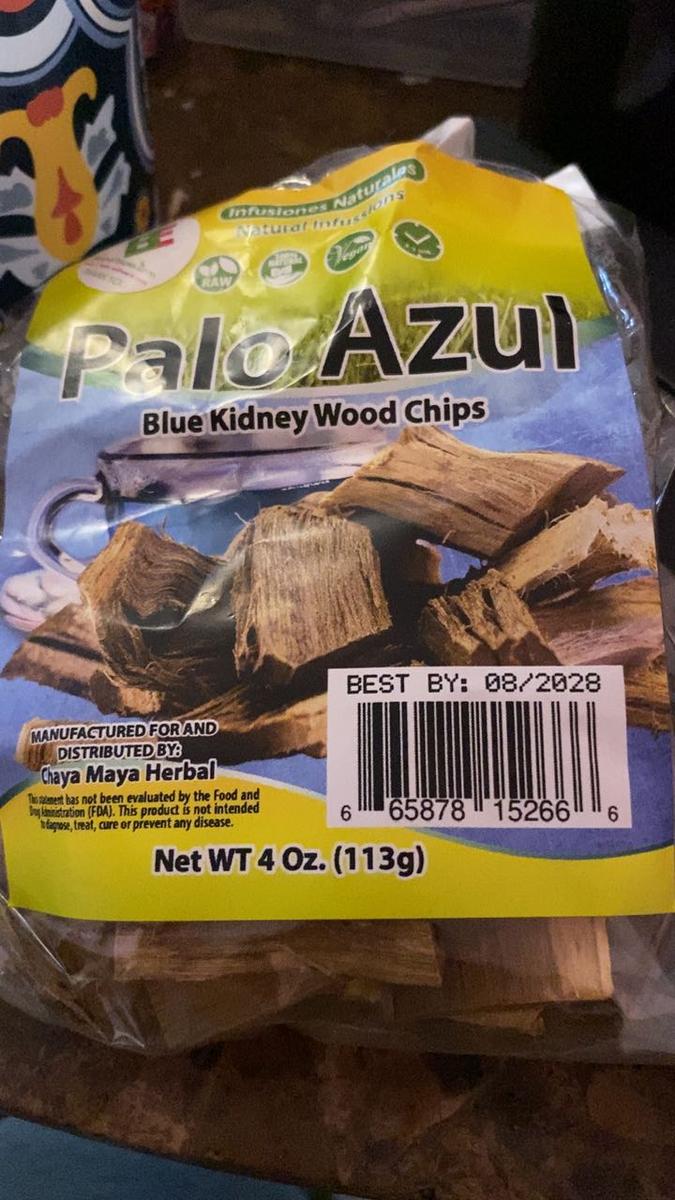 Infusiones Naturales
Natural Infussions
RAW
Vegan
Palo Azul
Blue Kidney Wood Chips
BEST BY: 08/2028
MANUFACTURED FOR AND
DISTRIBUTED BY:
Chaya Maya Herbal
This statement has not been evaluated by the Food and
Drug Administration (FDA). This product is not intended
to diagnose, treat, cure or prevent any disease.
6 65878 15266 6
Net WT 4 Oz. (113g)